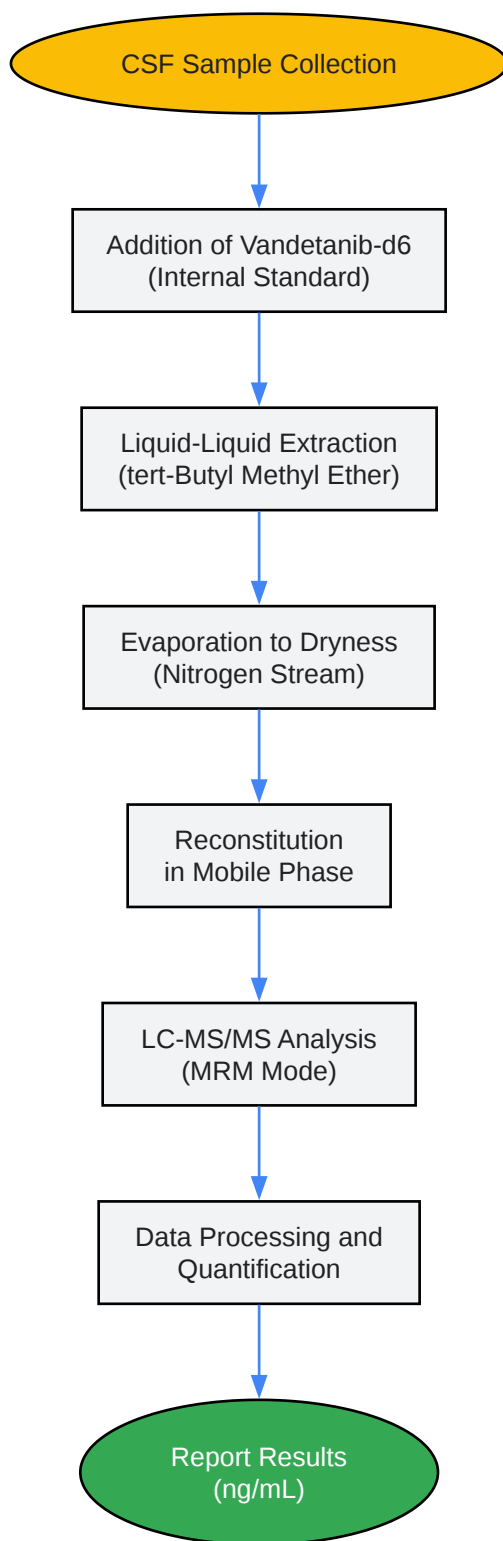 CSF Sample Collection
Addition of Vandetanib-d6
(Internal Standard)
Liquid-Liquid Extraction
(tert-Butyl Methyl Ether)
Evaporation to Dryness
(Nitrogen Stream)
Reconstitution
in Mobile Phase
LC-MS/MS Analysis
(MRM Mode)
Data Processing and
Quantification
Report Results
(ng/mL)